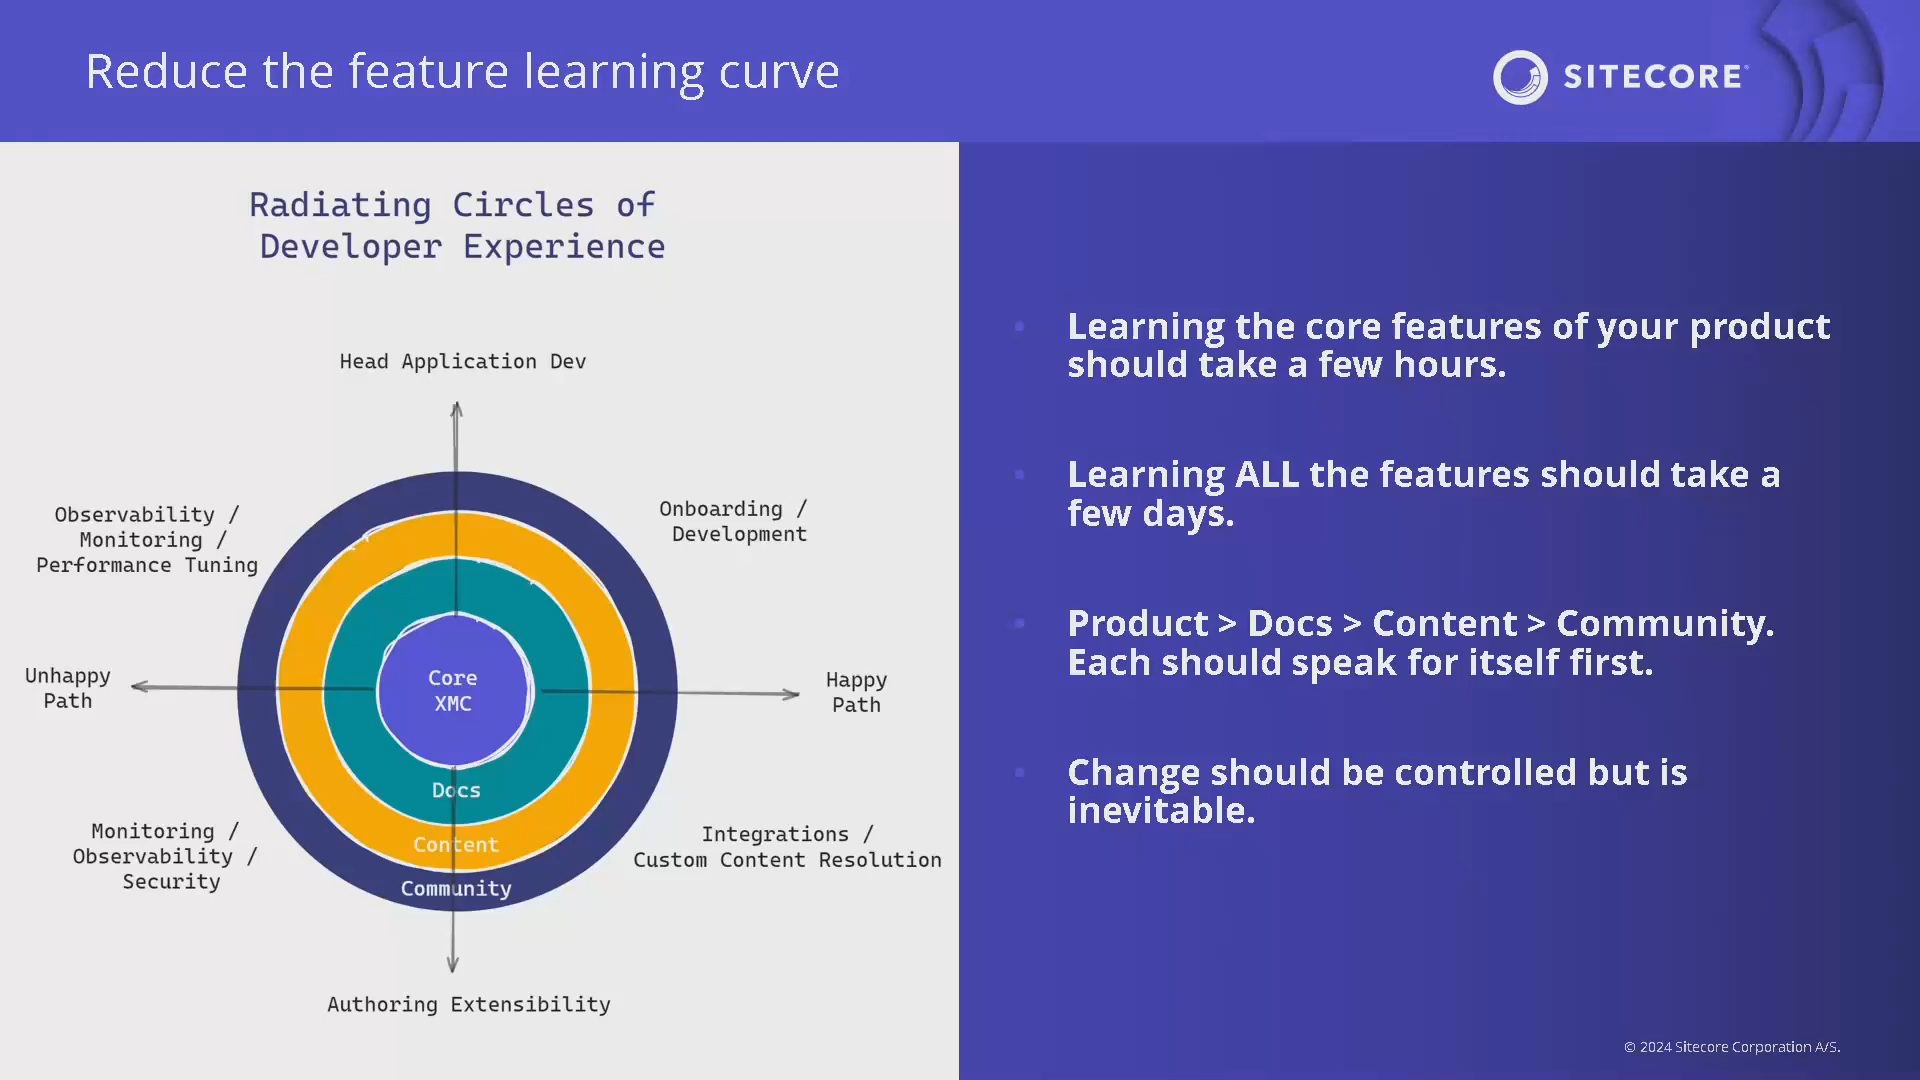 Reduce the feature learning curve
SITECORE
Radiating Circles of
Developer Experience
Head Application Dev
Observability /
Monitoring /
Performance Tuning
Onboarding /
Development
Unhappy
Path
Core
XMC
Happy
Path
Docs
Content
Community
Monitoring /
Observability /
Security
Integrations /
Custom Content Resolution
Authoring Extensibility
Learning the core features of your product
should take a few hours.
Learning ALL the features should take a
few days.
Product > Docs > Content > Community.
Each should speak for itself first.
Change should be controlled but is
inevitable.
© 2024 Sitecore Corporation A/S.